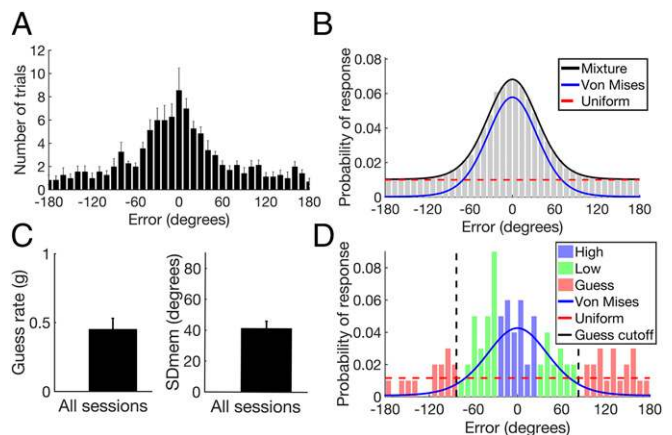 A
Number of trials
12
10
8
6
4
2
0
-180 -120 -60 0 60 120 180
Error (degrees)
B
Probability of response
0.08
0.06
0.04
0.02
0
-180 -120 -60 0 60 120 180
Error (degrees)
Mixture
Von Mises
Uniform
C
Guess rate (g)
1
0.5
0
All sessions
SDmem (degrees)
80
60
40
20
0
All sessions
D
Probability of response
0.08
0.06
0.04
0.02
0
-180 -120 -60 0 60 120 180
Error (degrees)
High
Low
Guess
Von Mises
Uniform
Guess cutoff